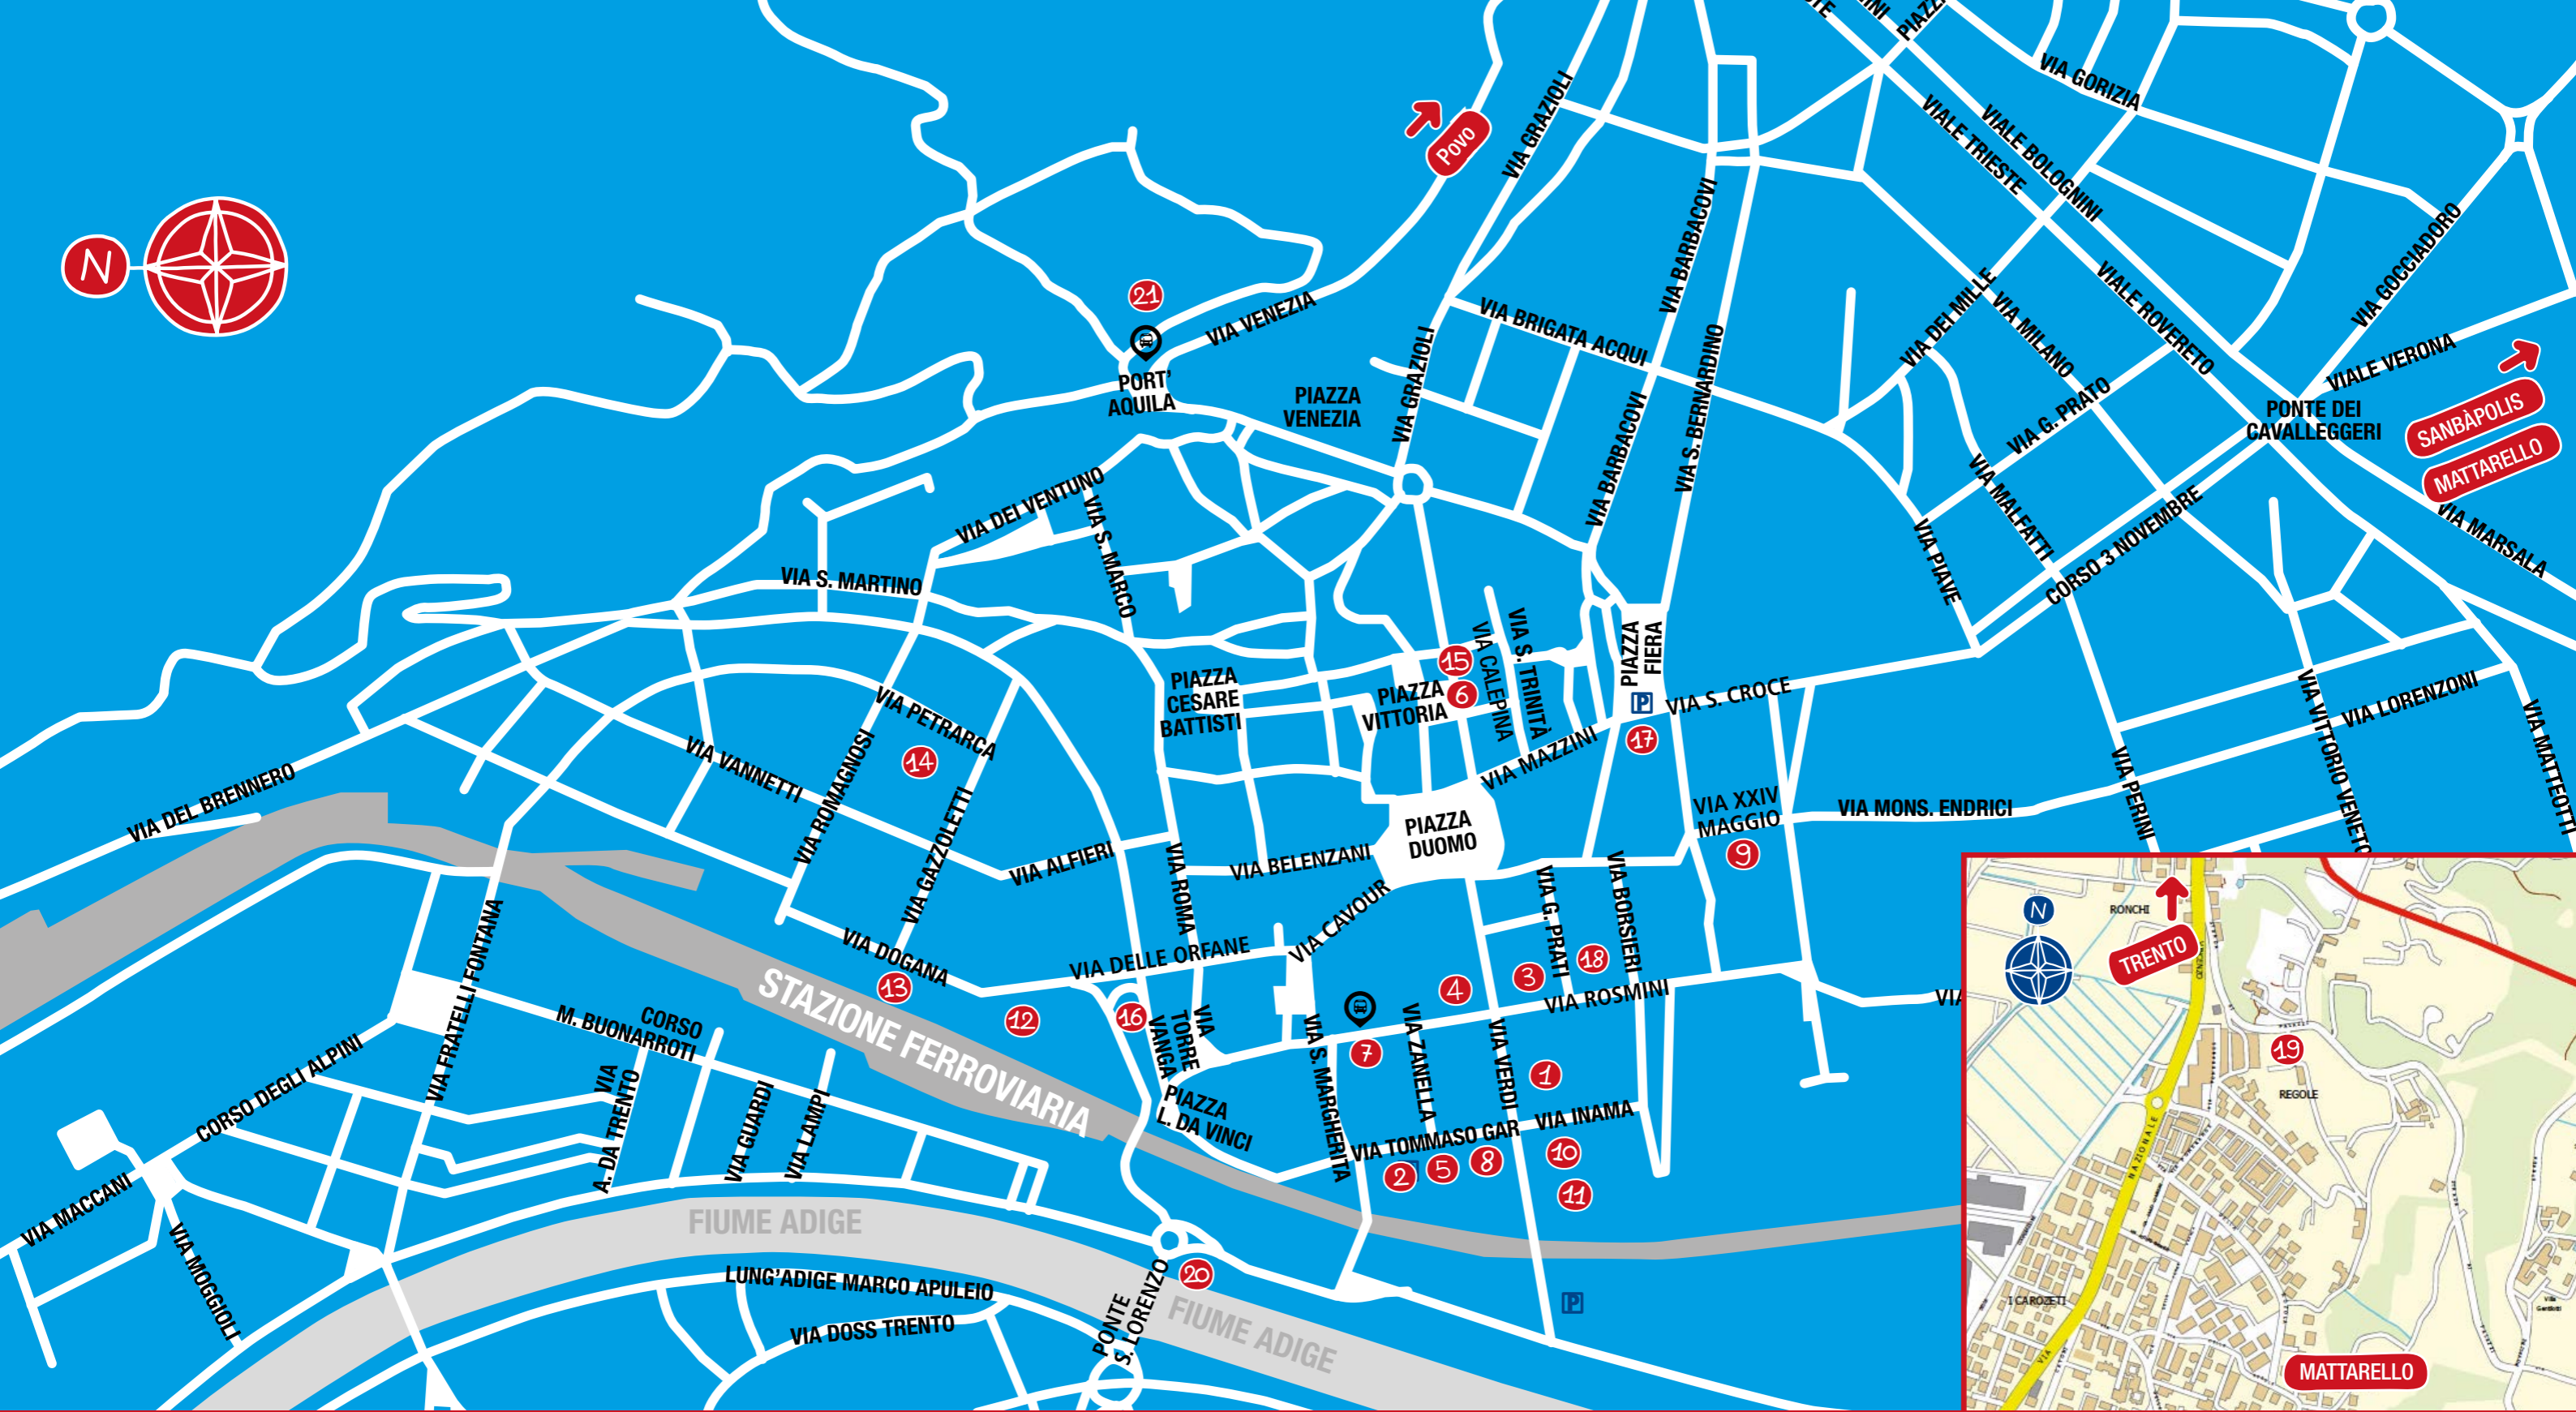 PIAZZ
VIA GORIZIA
VIALE BOLOGNINI
VIALE TRIESTE
VIA GRAZIOLI
POVO
N
VIA BARBACOVI
VIA GOCCIADORO
21
VIA VENEZIA
VIA BRIGATA ACQUI
VIA DEI MILLE
VIA MILANO
VIALE ROVERETO
VIALE VERONA
PORT'
AQUILA
PIAZZA
VENEZIA
VIA GRAZIOLI
VIA BARBACOVI
VIA S. BERNARDINO
VIA G. PRATO
PONTE DEI
CAVALLEGGERI
SANBÀPOLIS
MATTARELLO
VIA DEI VENTUNO
VIA S. MARCO
VIA MALFATTI
VIA PIAVE
CORSO 3 NOVEMBRE
VIA MARSALA
VIA S. MARTINO
PIAZZA
CESARE
BATTISTI
15
6
PIAZZA
VITTORIA
VIA CALEPINA
VIA S. TRINITÀ
PIAZZA
FIERA
P
17
VIA S. CROCE
VIA VITTORIO VENETO
VIA LORENZONI
VIA MATTEOTTI
VIA PERINI
VIA PETRARCA
14
VIA VANNETTI
VIA ROMAGNOSI
VIA GAZZOLETTI
VIA MAZZINI
VIA DEL BRENNERO
PIAZZA
DUOMO
VIA XXIV
MAGGIO
9
VIA MONS. ENDRICI
VIA ALFIERI
VIA ROMA
VIA BELENZANI
VIA CAVOUR
VIA G. PRATI
VIA BORSIERI
VIA FRATELLI FONTANA
VIA DOGANA
13
VIA DELLE ORFANE
STAZIONE FERROVIARIA
12
16
VIA
TORRE
VANGA
7
4
3
18
VIA ROSMINI
VIA
CORSO
M. BUONARROTI
CORSO DEGLI ALPINI
VIA
A. DA TRENTO
VIA GUARDI
VIA LAMPI
PIAZZA
L. DA VINCI
VIA S. MARGHERITA
VIA ZANELLA
VIA VERDI
1
VIA TOMMASO GAR
VIA INAMA
2
5
8
10
11
VIA MACCANI
VIA MOGGIOLI
FIUME ADIGE
LUNG'ADIGE MARCO APULEIO
VIA DOSS TRENTO
PONTE
S. LORENZO
20
FIUME ADIGE
P
N
RONCHI
TRENTO
19
REGOLE
NAZIONALE
I CAROZETI
VIA
MATTARELLO